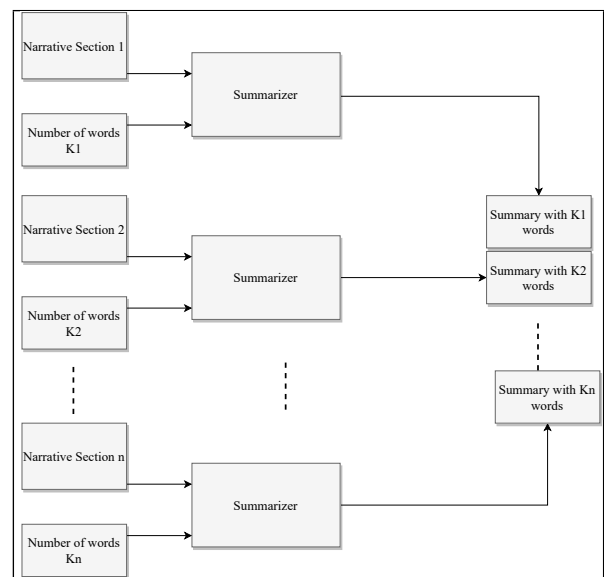 Narrative Section 1
Summarizer
Number of words
K1
Summary with K1
words
Narrative Section 2
Summarizer
Number of words
K2
Summary with K2
words
Narrative Section n
Summarizer
Number of words
Kn
Summary with Kn
words